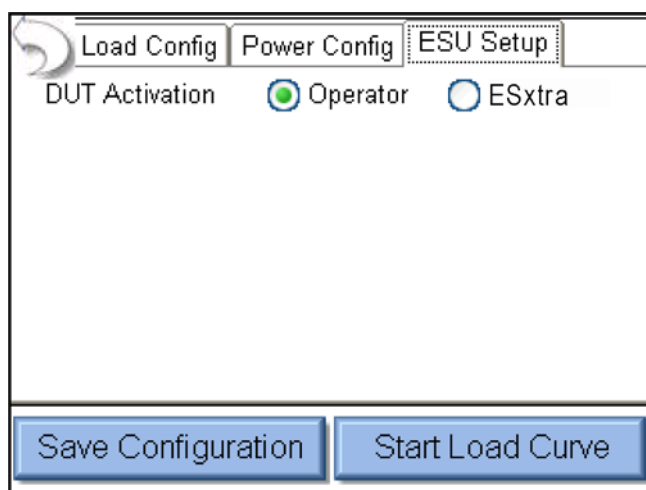 Load Config Power Config ESU Setup
DUT Activation Operator ESxtra
Save Configuration Start Load Curve